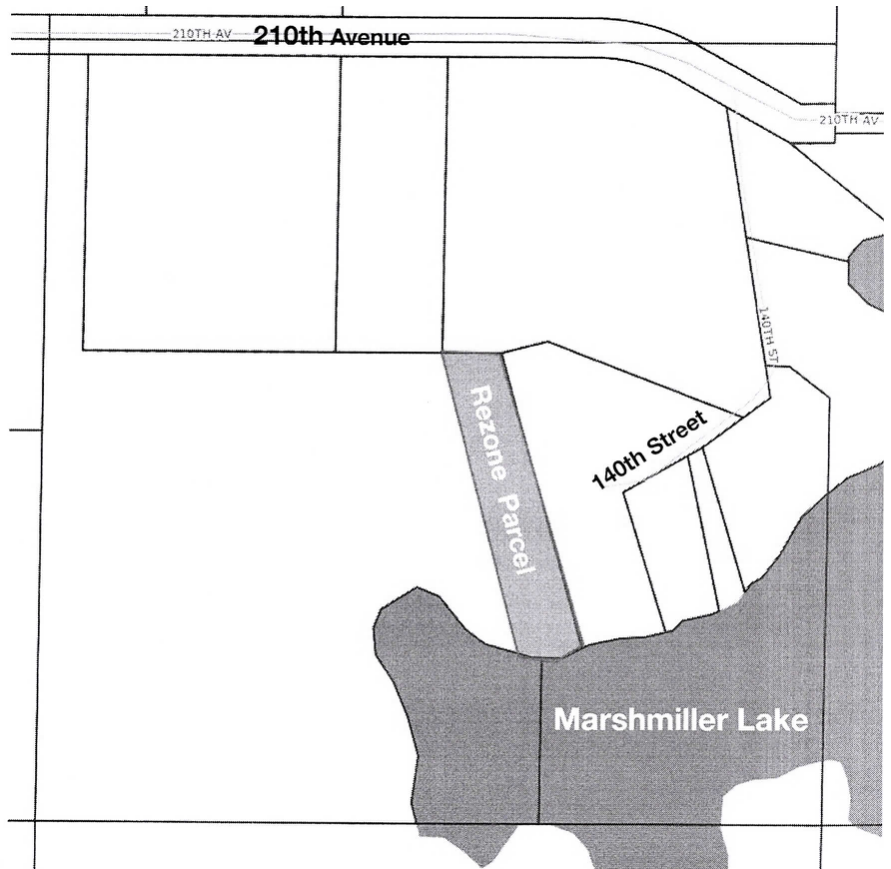 210TH AV
210th Avenue
210TH AV
140TH ST
Rezone Parcel
140th Street
Marshmiller Lake